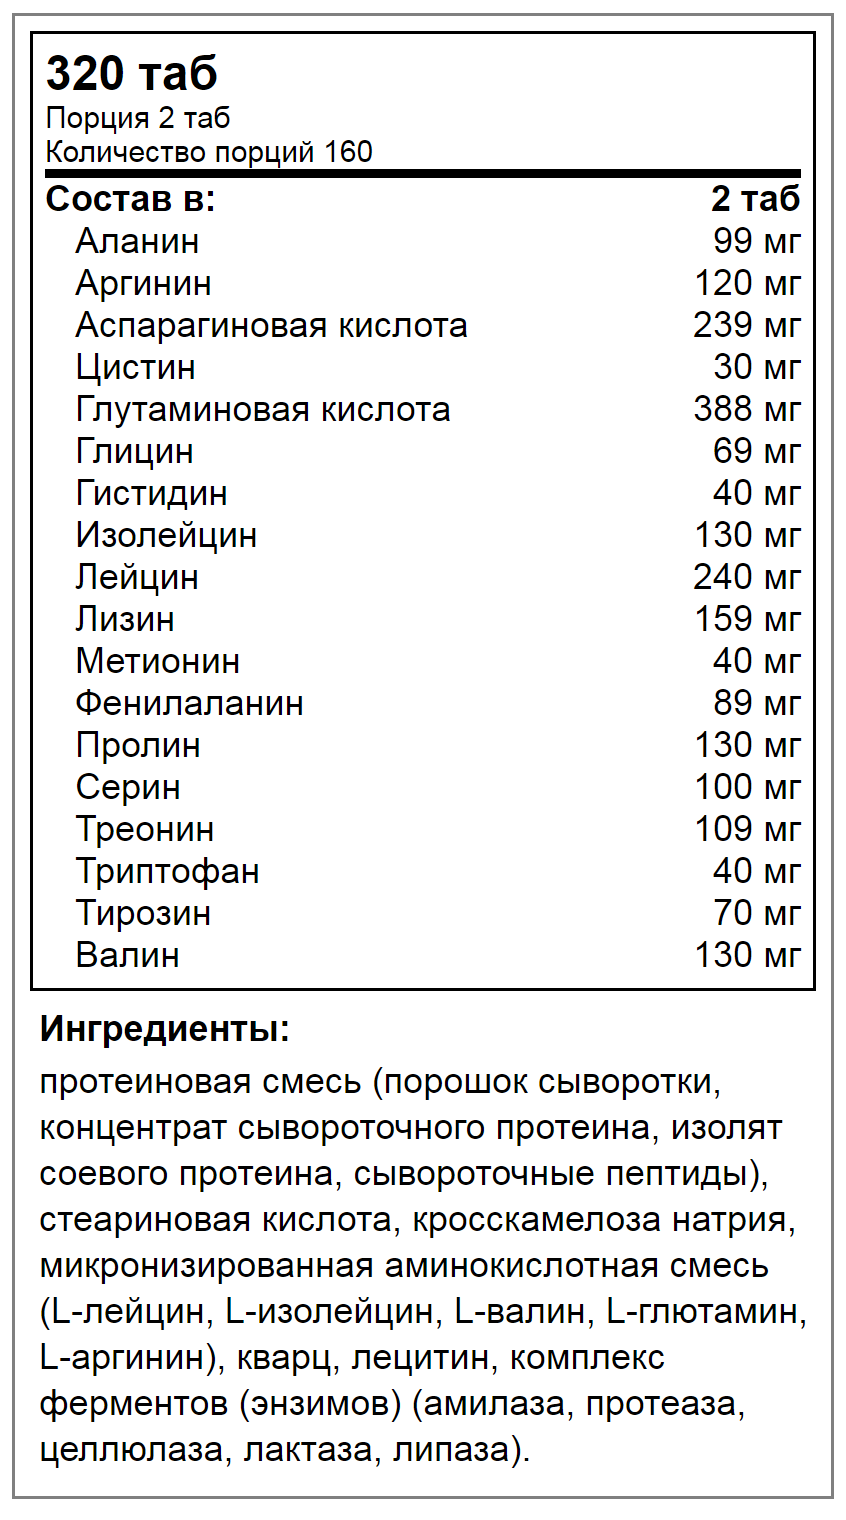 320 таб
Порция 2 таб
Количество порций 160
Состав в: 2 таб
Аланин 99 мг
Аргинин 120 мг
Аспарагиновая кислота 239 мг
Цистин 30 мг
Глутаминовая кислота 388 мг
Глицин 69 мг
Гистидин 40 мг
Изолейцин 130 мг
Лейцин 240 мг
Лизин 159 мг
Метионин 40 мг
Фенилаланин 89 мг
Пролин 130 мг
Серин 100 мг
Треонин 109 мг
Триптофан 40 мг
Тирозин 70 мг
Валин 130 мг
Ингредиенты:
протеиновая смесь (порошок сыворотки,
концентрат сывороточного протеина, изолят
соевого протеина, сывороточные пептиды),
стеариновая кислота, кросскамелоза натрия,
микронизированная аминокислотная смесь
(L-лейцин, L-изолейцин, L-валин, L-глютамин,
L-аргинин), кварц, лецитин, комплекс
ферментов (энзимов) (амилаза, протеаза,
целлюлаза, лактаза, липаза).